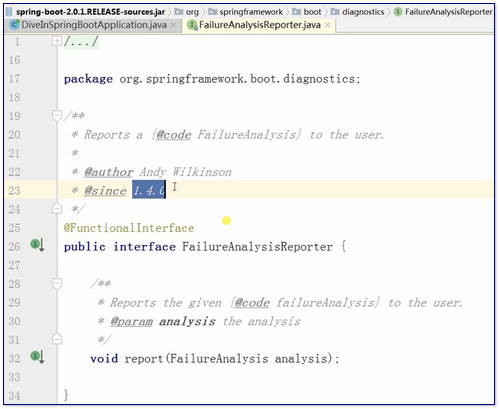 spring-boot-2.0.1.RELEASE-sources.jar org springframework boot diagnostics FailureAnalysisReporter
DiveInSpringBootApplication.java × FailureAnalysisReporter.java ×
1 /.../
16
17 package org.springframework.boot.diagnostics;
18
19 /**
20 * Reports a {@code FailureAnalysis} to the user.
21 *
22 * @author Andy Wilkinson
23 * @since 1.4.0
24 */
25 @FunctionalInterface
26 public interface FailureAnalysisReporter {
27
28 /**
29 * Reports the given {@code failureAnalysis} to the user.
30 * @param analysis the analysis
31 */
32 void report(FailureAnalysis analysis);
33
34 }